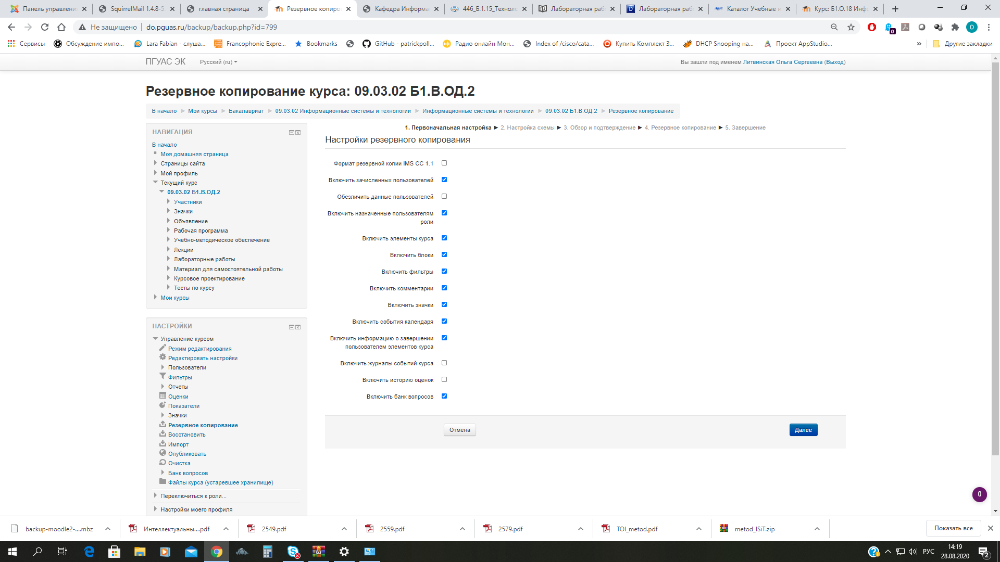 Панель управлени
SquirrelMail 1.4.8-5
главная страница
Резервное копиро
Кафедра Информа
446_Б.1.15_Технол
Лабораторная раб
Лабораторная раб
Каталог Учебные и
Курс: Б1.О.18 Инфо
Не защищено do.pguas.ru/backup/backup.php?id=799
0
О
Сервисы
Обсуждение импо...
Lara Fabian - слуша...
Francophonie Expre...
Bookmarks
GitHub - patrickpoll...
Радио онлайн Мон...
Index of /cisco/cata...
Купить Комплект З...
DHCP Snooping на...
Проект AppStudio...
»
Другие закладки
ПГУАС ЭК
Русский (ru)
Вы зашли под именем Литвинская Ольга Сергеевна (Выход)
Резервное копирование курса: 09.03.02 Б1.В.ОД.2
В начало ► Мои курсы ► Бакалавриат ► 09.03.02 Информационные системы и технологии ► Информационные системы и технологии ► 09.03.02 Б1.В.ОД.2 ► Резервное копирование
НАВИГАЦИЯ
В начало
Моя домашняя страница
Страницы сайта
Мой профиль
Текущий курс
09.03.02 Б1.В.ОД.2
Участники
Значки
Объявление
Рабочая программа
Учебно-методическое обеспечение
Лекции
Лабораторные работы
Материал для самостоятельной работы
Курсовое проектирование
Тесты по курсу
Мои курсы
НАСТРОЙКИ
Управление курсом
Режим редактирования
Редактировать настройки
Пользователи
Фильтры
Отчеты
Оценки
Показатели
Значки
Резервное копирование
Восстановить
Импорт
Опубликовать
Очистка
Банк вопросов
Файлы курса (устаревшее хранилище)
Переключиться к роли...
Настройки моего профиля
1. Первоначальная настройка ► 2. Настройка схемы ► 3. Обзор и подтверждение ► 4. Резервное копирование ► 5. Завершение
Настройки резервного копирования
Формат резервной копии IMS CC 1.1
Включить зачисленных пользователей
Обезличить данные пользователей
Включить назначенные пользователям
роли
Включить элементы курса
Включить блоки
Включить фильтры
Включить комментарии
Включить значки
Включить события календаря
Включить информацию о завершении
пользователем элементов курса
Включить журналы событий курса
Включить историю оценок
Включить банк вопросов
Отмена
Далее
0
backup-moodle2-....mbz
Интеллектуальны....pdf
2549.pdf
2559.pdf
2579.pdf
TOI_metod.pdf
metod_ISiT.zip
Показать все
РУС
14:19
28.08.2020
2